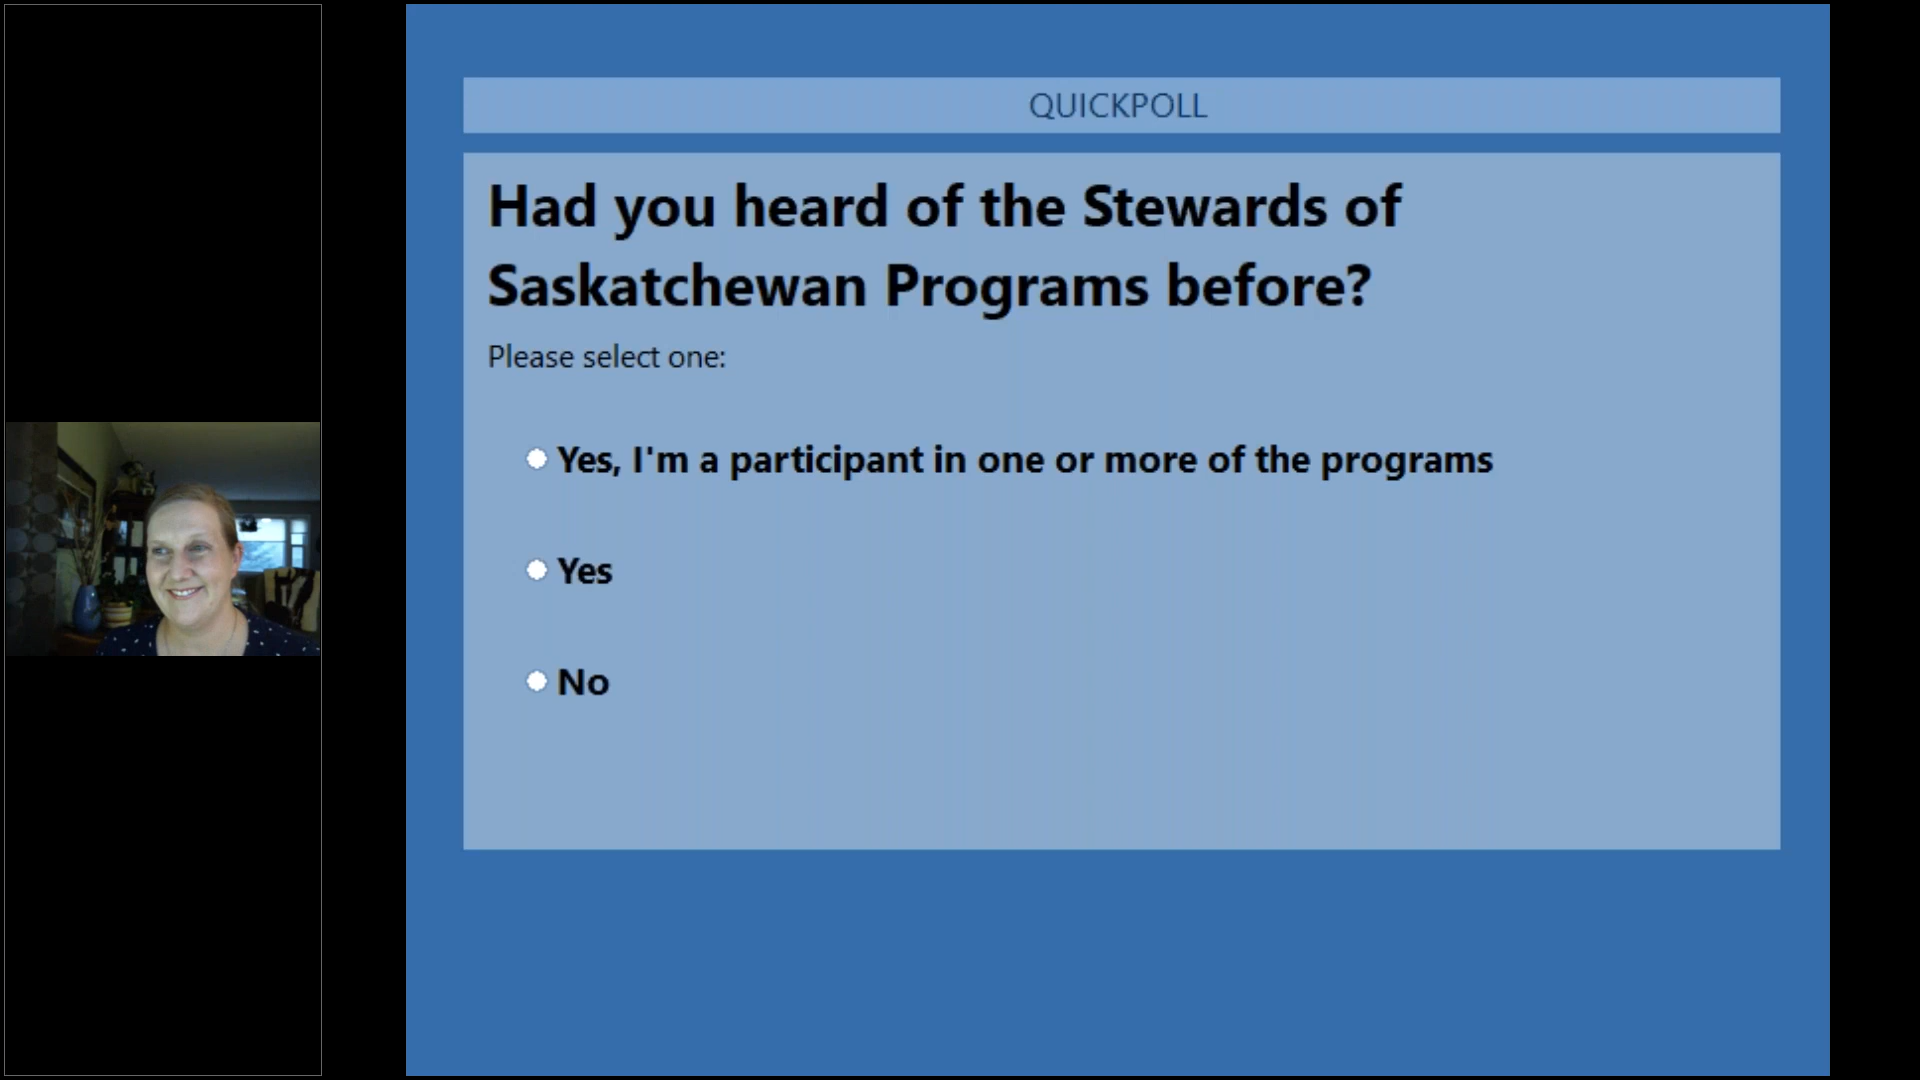 QUICKPOLL
Had you heard of the Stewards of
Saskatchewan Programs before?
Please select one:
Yes, I'm a participant in one or more of the programs
Yes
No